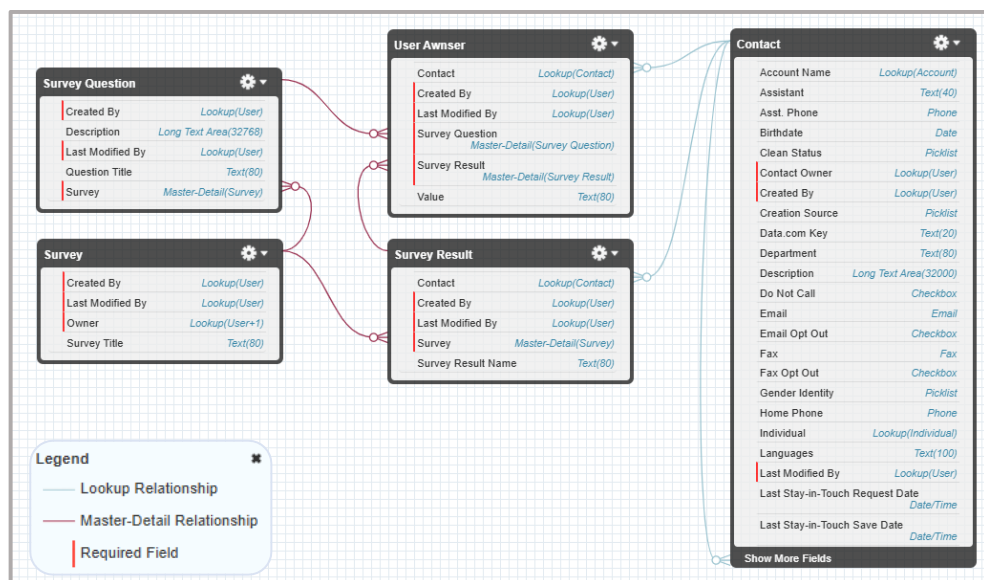 Survey Question
Created By Lookup(User)
Description Long Text Area(32768)
Last Modified By Lookup(User)
Question Title Text(80)
Survey Master-Detail(Survey)
Survey
Created By Lookup(User)
Last Modified By Lookup(User)
Owner Lookup(User+1)
Survey Title Text(80)
User Awnser
Contact Lookup(Contact)
Created By Lookup(User)
Last Modified By Lookup(User)
Survey Question
Master-Detail(Survey Question)
Survey Result
Master-Detail(Survey Result)
Value Text(80)
Survey Result
Contact Lookup(Contact)
Created By Lookup(User)
Last Modified By Lookup(User)
Survey Master-Detail(Survey)
Survey Result Name Text(80)
Contact
Account Name Lookup(Account)
Assistant Text(40)
Asst. Phone Phone
Birthdate Date
Clean Status Picklist
Contact Owner Lookup(User)
Created By Lookup(User)
Creation Source Picklist
Data.com Key Text(20)
Department Text(80)
Description Long Text Area(32000)
Do Not Call Checkbox
Email Email
Email Opt Out Checkbox
Fax Fax
Fax Opt Out Checkbox
Gender Identity Picklist
Home Phone Phone
Individual Lookup(Individual)
Languages Text(100)
Last Modified By Lookup(User)
Last Stay-in-Touch Request Date
Date/Time
Last Stay-in-Touch Save Date
Date/Time
Show More Fields
Legend
Lookup Relationship
Master-Detail Relationship
Required Field